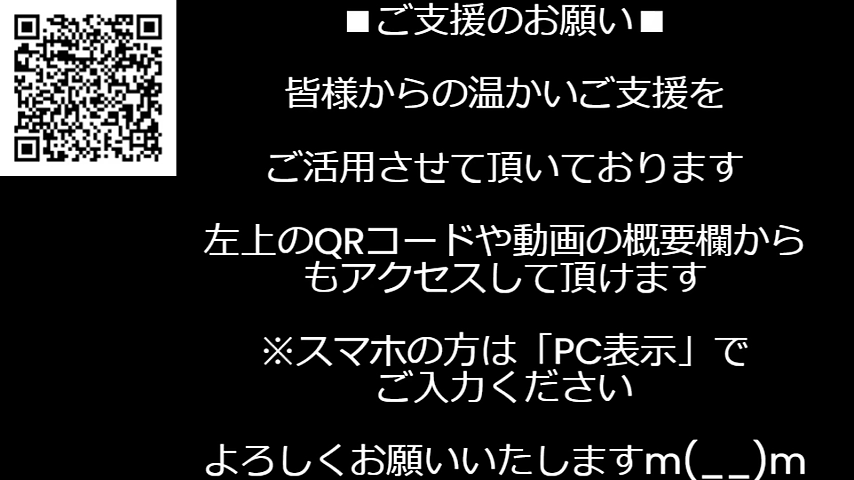 ■ご支援のお願い■
皆様からの温かいご支援を
ご活用させて頂いております
左上のQRコードや動画の概要欄から
もアクセスして頂けます
※スマホの方は「PC表示」で
ご入力ください
よろしくお願いいたしますm(__)m